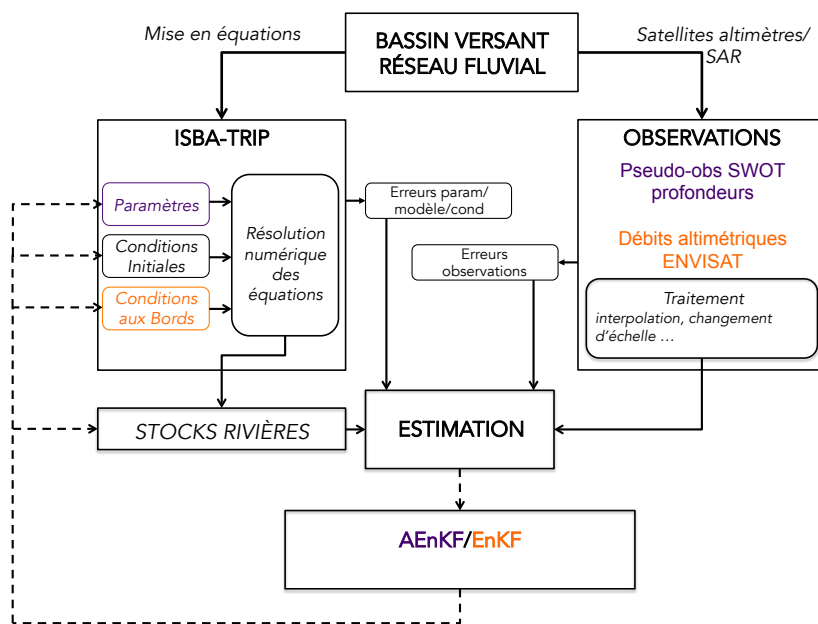 Mise en équations
BASSIN VERSANT
RÉSEAU FLUVIAL
Satellites altimètres/
SAR
ISBA-TRIP
Paramètres
Conditions
Initiales
Conditions
aux Bords
Résolution
numérique
des
équations
Erreurs param/
modèle/cond
Erreurs
observations
OBSERVATIONS
Pseudo-obs SWOT
profondeurs
Débits altimétriques
ENVISAT
Traitement
interpolation, changement
d'échelle ...
STOCKS RIVIÈRES
ESTIMATION
AEnKF/EnKF